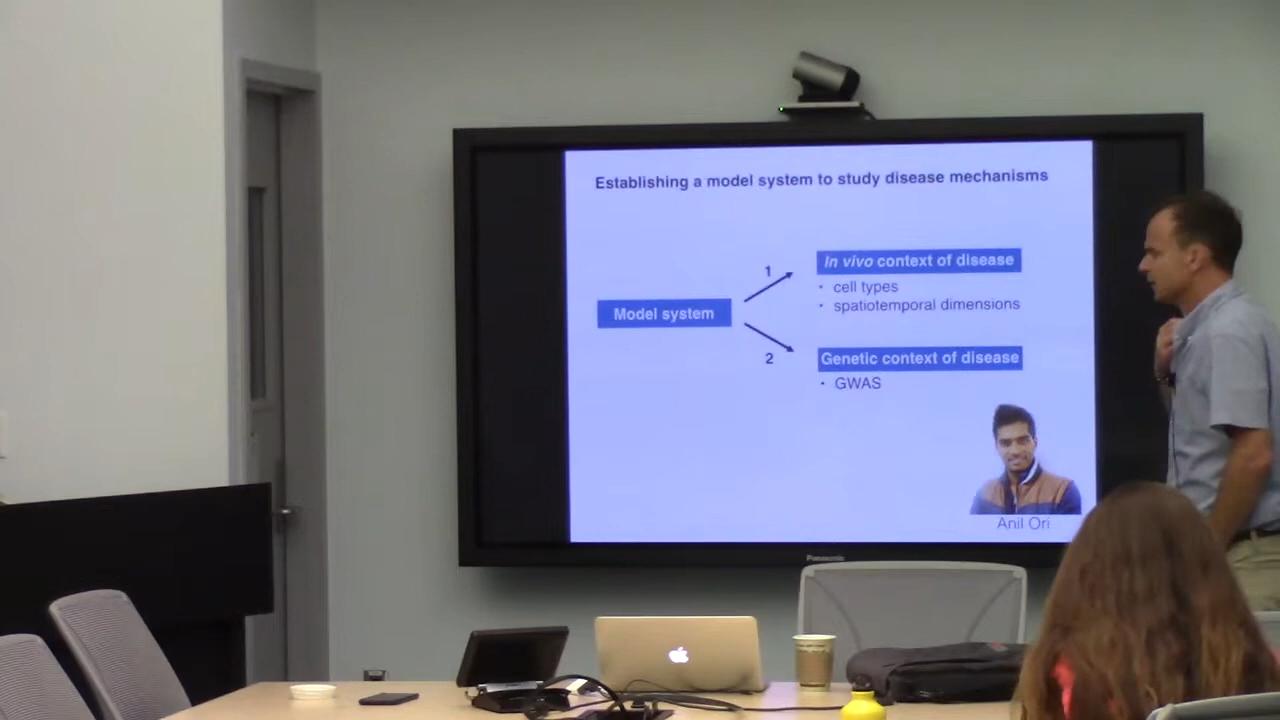 Establishing a model system to study disease mechanisms
1
In vivo context of disease
• cell types
• spatiotemporal dimensions
Model system
2
Genetic context of disease
• GWAS
Anil Ori
Panasonic